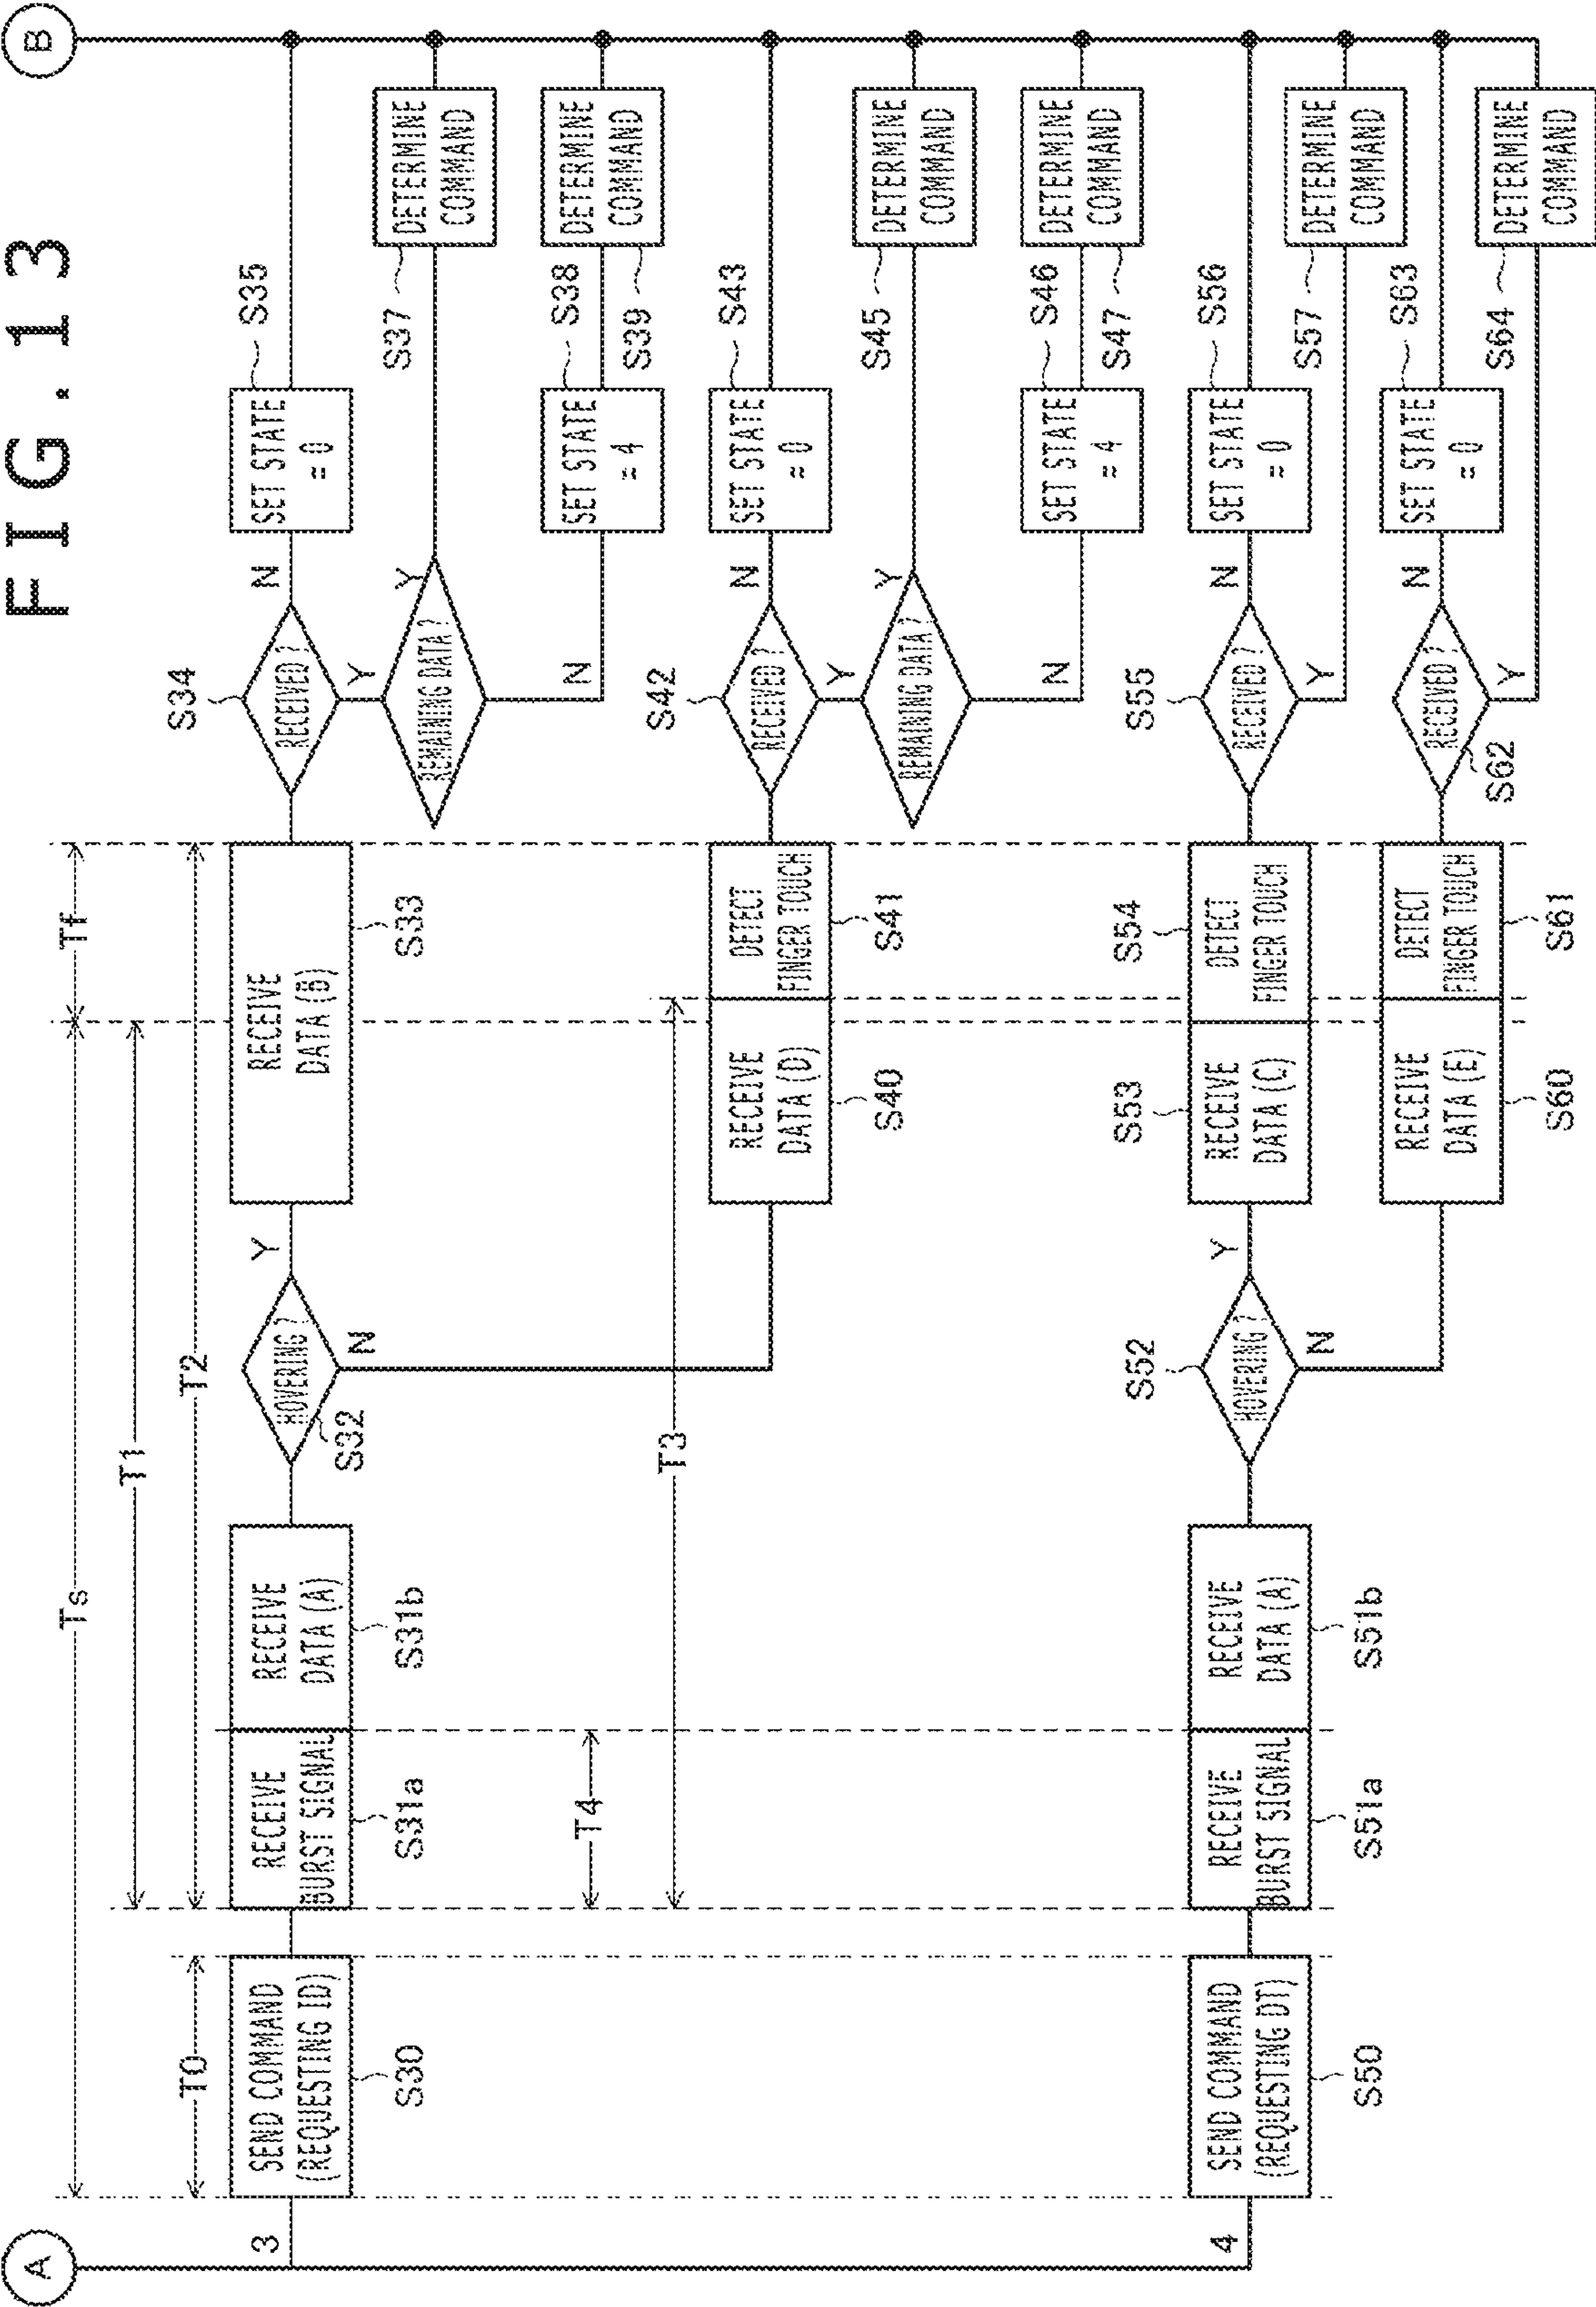 FIG.13
A
B
Ts
Tf
T1
T0
T2
3
SEND COMMAND
(REQUESTING ID)
S30
RECEIVE
BURST SIGNAL
S31a
RECEIVE
DATA (A)
S31b
HOVERING ?
S32
Y
N
RECEIVE
DATA (B)
S33
S34
RECEIVED ?
N
Y
SET STATE
= 0
S35
REMAINING DATA ?
Y
N
S37
DETERMINE
COMMAND
SET STATE
= 4
S38
S39
DETERMINE
COMMAND
T4
T3
RECEIVE
DATA (D)
S40
DETECT
FINGER TOUCH
S41
S42
RECEIVED ?
N
Y
SET STATE
= 0
S43
REMAINING DATA ?
Y
N
S45
DETERMINE
COMMAND
SET STATE
= 4
S46
S47
DETERMINE
COMMAND
4
SEND COMMAND
(REQUESTING DT)
S50
RECEIVE
BURST SIGNAL
S51a
RECEIVE
DATA (A)
S51b
S52
HOVERING ?
Y
N
S53
RECEIVE
DATA (C)
S54
DETECT
FINGER TOUCH
S55
RECEIVED ?
N
Y
SET STATE
= 0
S56
S57
DETERMINE
COMMAND
RECEIVE
DATA (E)
S60
DETECT
FINGER TOUCH
S61
RECEIVED ?
S62
N
Y
SET STATE
= 0
S63
S64
DETERMINE
COMMAND